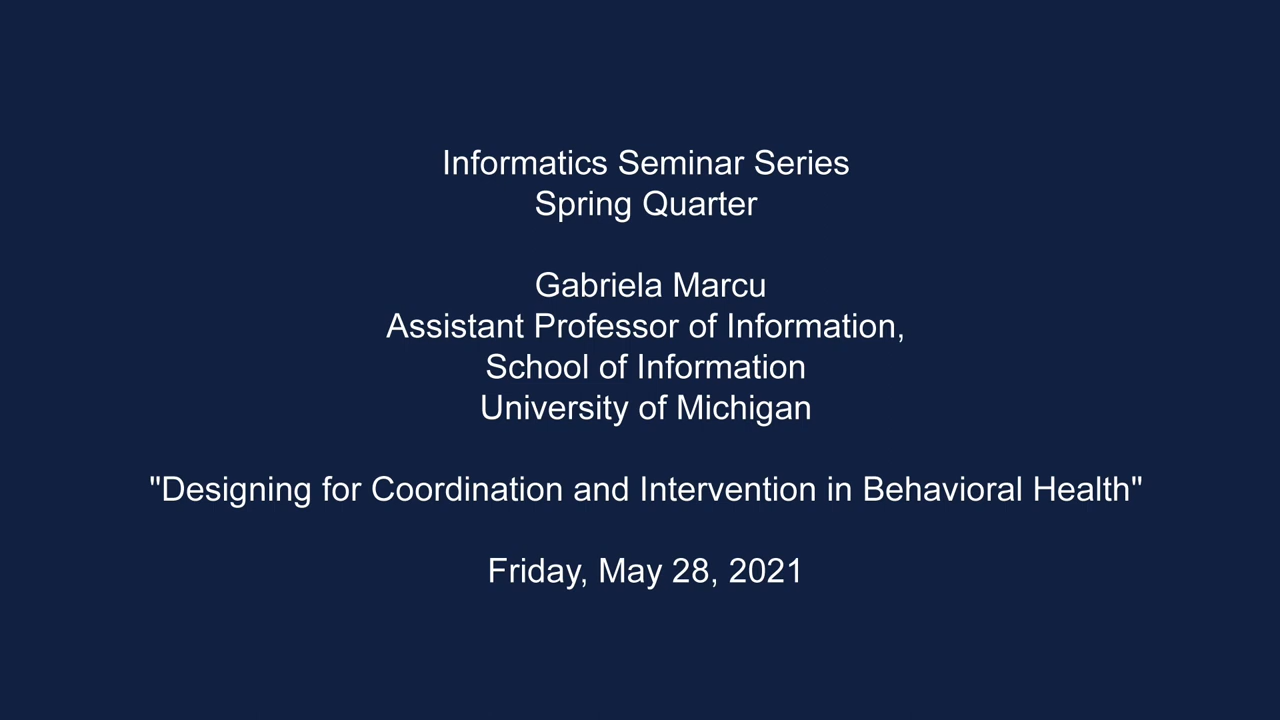 Informatics Seminar Series
Spring Quarter
Gabriela Marcu
Assistant Professor of Information,
School of Information
University of Michigan
"Designing for Coordination and Intervention in Behavioral Health"
Friday, May 28, 2021